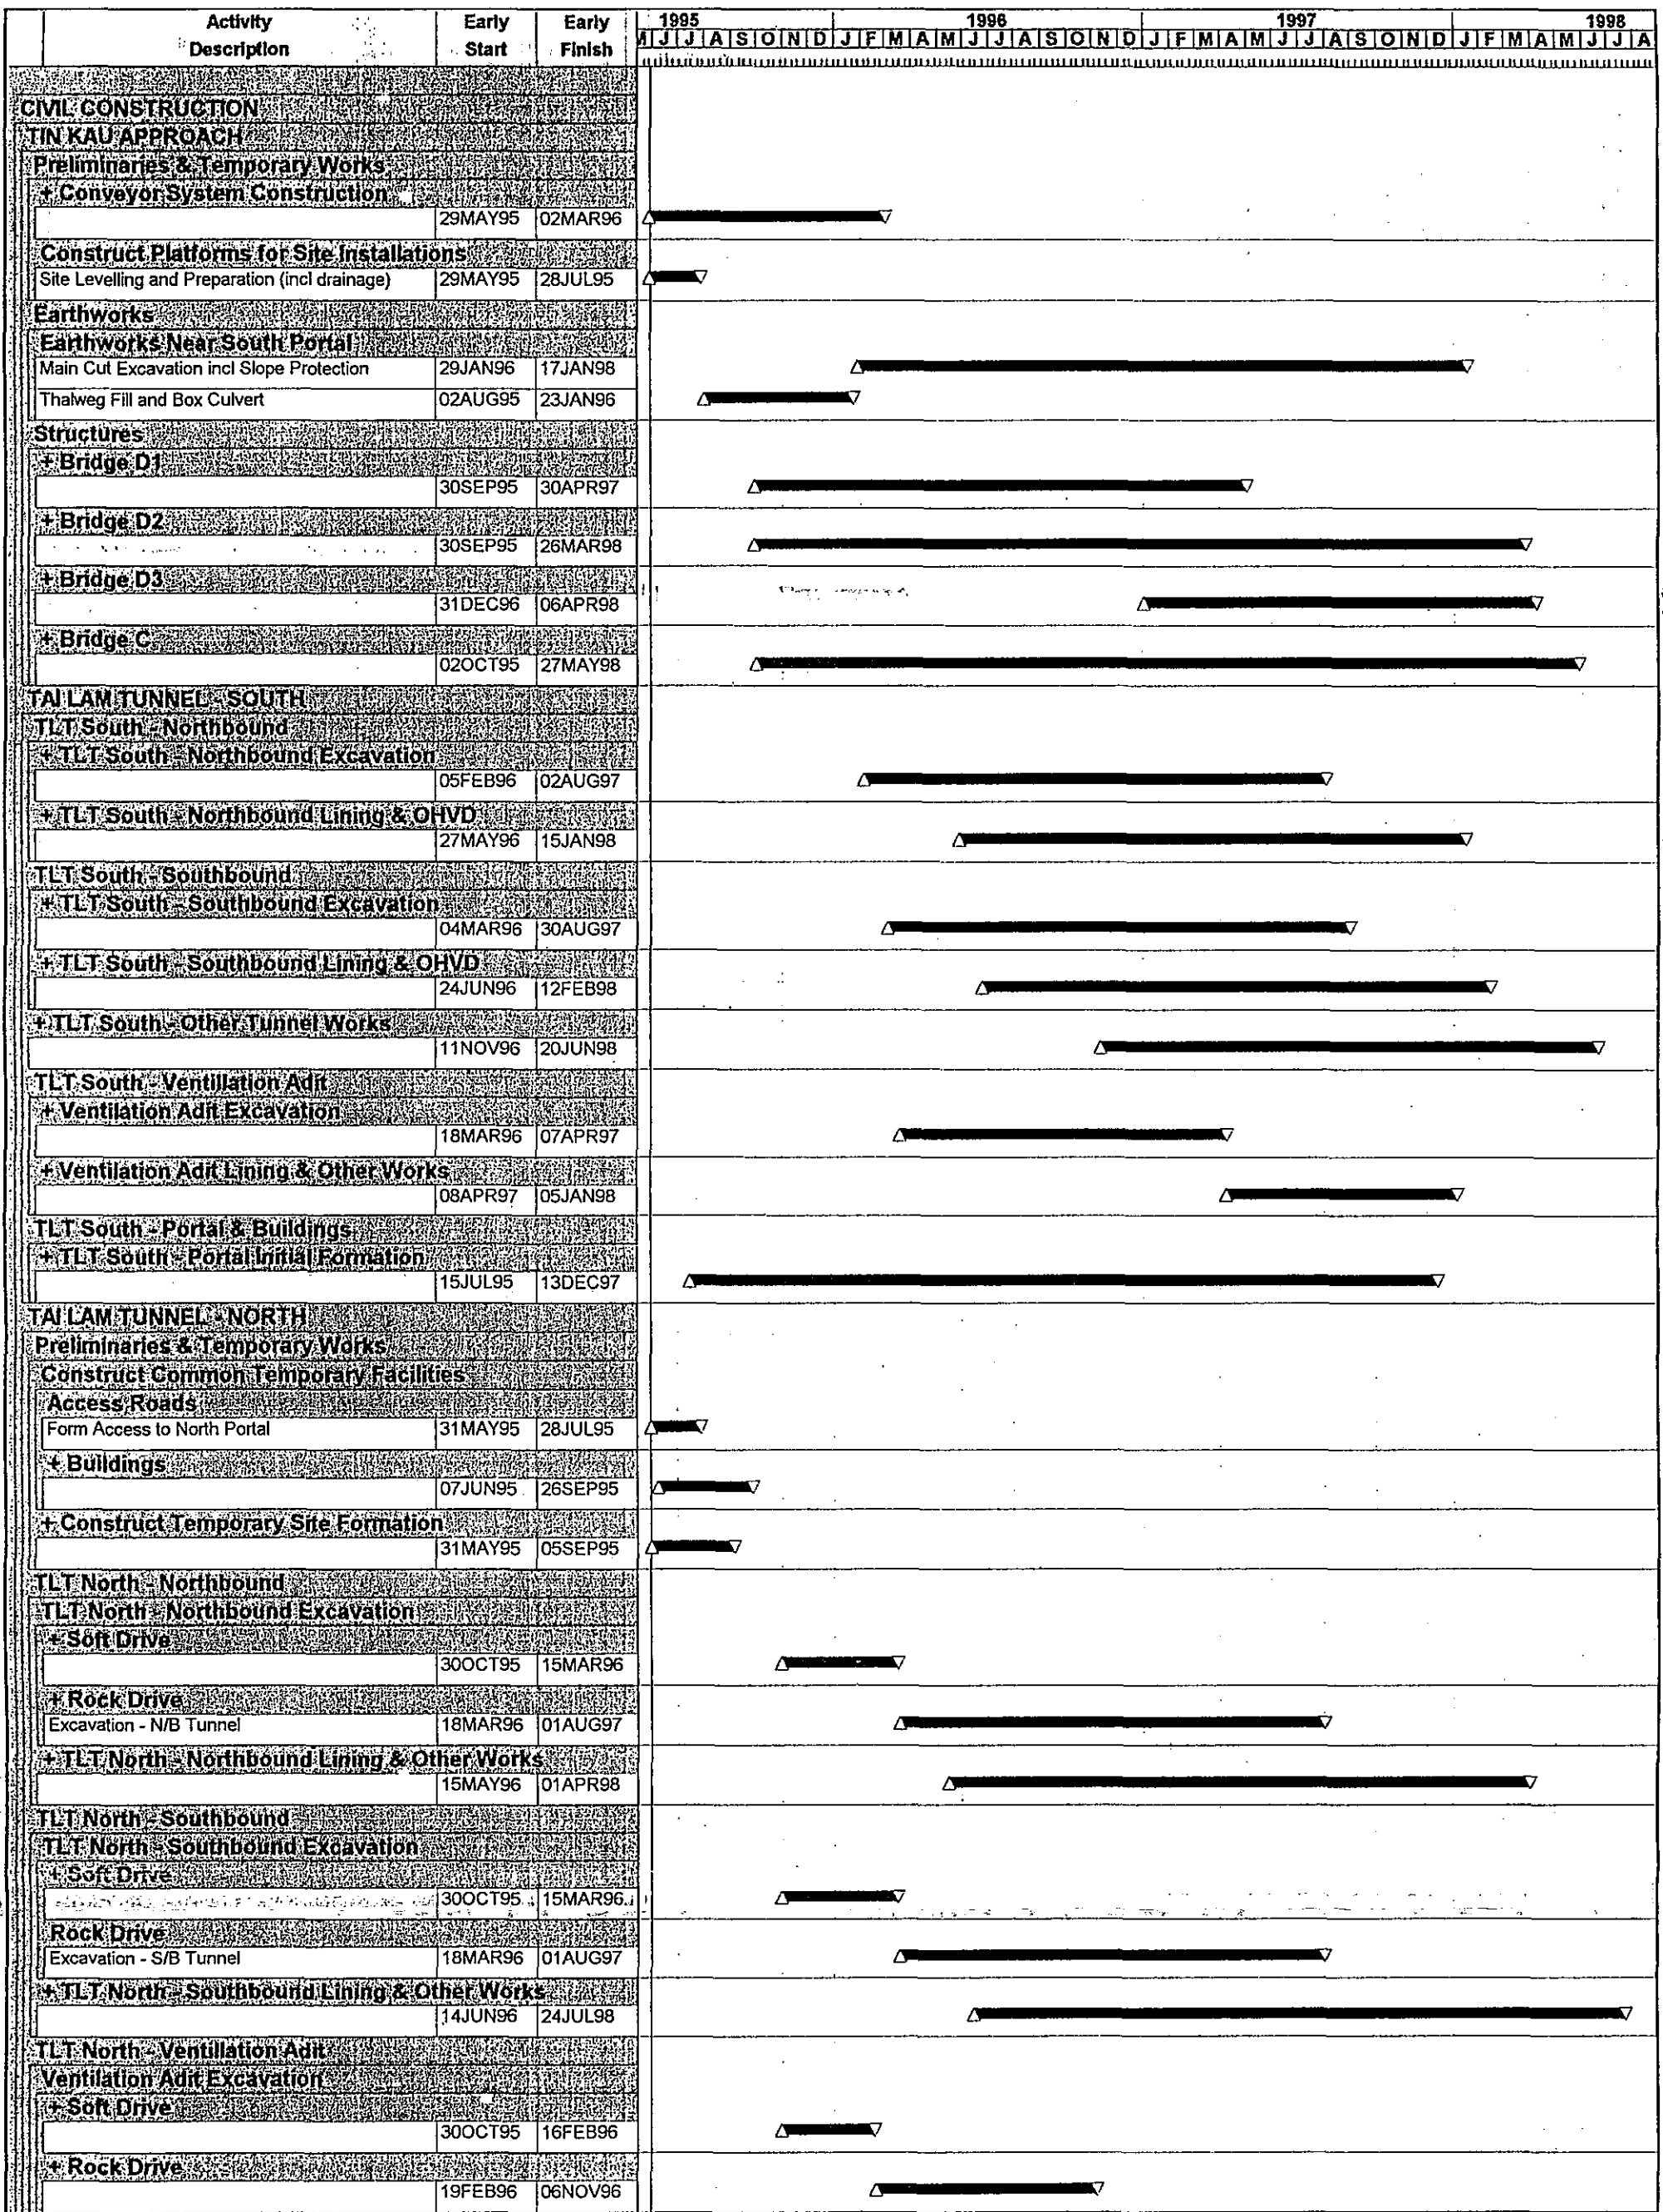 Activity Early Early 1995 1996 1997 1998
Description Start Finish M J J A S O N D J F M A M J J A S O N D J F M A M J J A S O N D J F M A M J J A
CIVIL CONSTRUCTION
TIN KAU APPROACH
Preliminaries & Temporary Works
+ Conveyor System Construction
29MAY95 02MAR96
Construct Platforms for Site Installations
Site Levelling and Preparation (incl drainage) 29MAY95 28JUL95
Earthworks
Earthworks Near South Portal
Main Cut Excavation incl Slope Protection 29JAN96 17JAN98
Thalweg Fill and Box Culvert 02AUG95 23JAN96
Structures
+ Bridge D1
30SEP95 30APR97
+ Bridge D2
30SEP95 26MAR98
+ Bridge D3
31DEC96 06APR98
+ Bridge C
02OCT95 27MAY98
TAI LAM TUNNEL - SOUTH
TLT South - Northbound
+ TLT South - Northbound Excavation
05FEB96 02AUG97
+ TLT South - Northbound Lining & OHVD
27MAY96 15JAN98
TLT South - Southbound
+ TLT South - Southbound Excavation
04MAR96 30AUG97
+ TLT South - Southbound Lining & OHVD
24JUN96 12FEB98
+ TLT South - Other Tunnel Works
11NOV96 20JUN98
TLT South - Ventillation Adit
+ Ventilation Adit Excavation
18MAR96 07APR97
+ Ventilation Adit Lining & Other Works
08APR97 05JAN98
TLT South - Portal & Buildings
+ TLT South - Portal Initial Formation
15JUL95 13DEC97
TAI LAM TUNNEL - NORTH
Preliminaries & Temporary Works
Construct Common Temporary Facilities
Access Roads
Form Access to North Portal 31MAY95 28JUL95
+ Buildings
07JUN95 26SEP95
+ Construct Temporary Site Formation
31MAY95 05SEP95
TLT North - Northbound
TLT North - Northbound Excavation
+ Soft Drive
30OCT95 15MAR96
+ Rock Drive
Excavation - N/B Tunnel 18MAR96 01AUG97
+ TLT North - Northbound Lining & Other Works
15MAY96 01APR98
TLT North - Southbound
TLT North - Southbound Excavation
+ Soft Drive
30OCT95 15MAR96
Rock Drive
Excavation - S/B Tunnel 18MAR96 01AUG97
+ TLT North - Southbound Lining & Other Works
14JUN96 24JUL98
TLT North - Ventillation Adit
Ventilation Adit Excavation
+ Soft Drive
30OCT95 16FEB96
+ Rock Drive
19FEB96 06NOV96